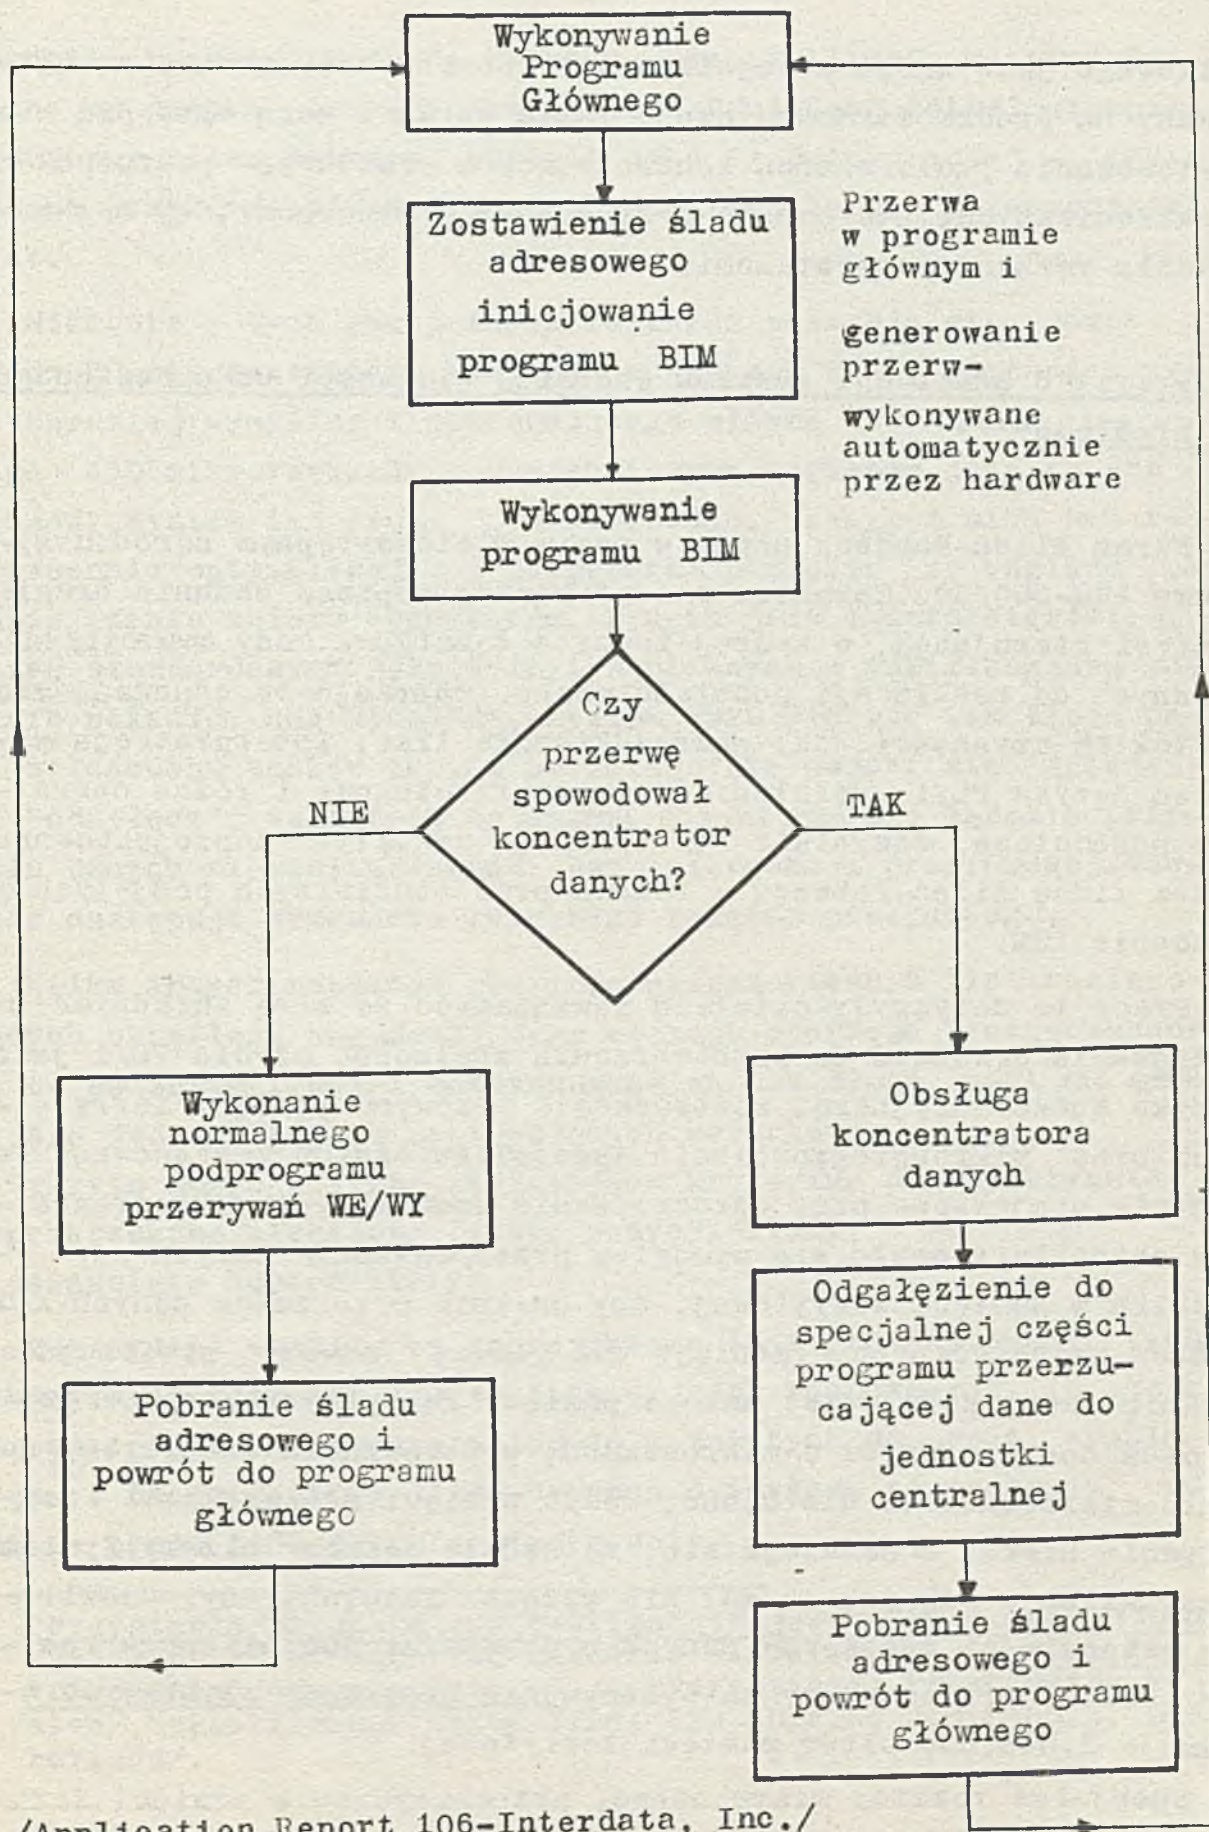 Wykonywanie
Programu
Głównego
Zostawienie śladu
adresowego
inicjowanie
programu BIM
Przerwa
w programie
głównym i
generowanie
przerw-
wykonywane
automatycznie
przez hardware
Wykonywanie
programu BIM
Czy
przerwę
spowodował
koncentrator
danych?
NIE
TAK
Wykonanie
normalnego
podprogramu
przerywań WE/WY
Pobranie śladu
adresowego i
powrót do programu
głównego
Obsługa
koncentratora
danych
Odgałęzienie do
specjalnej części
programu przerzu-
cającej dane do
jednostki
centralnej
Pobranie śladu
adresowego i
powrót do programu
głównego
/Application Report 106-Interdata, Inc./